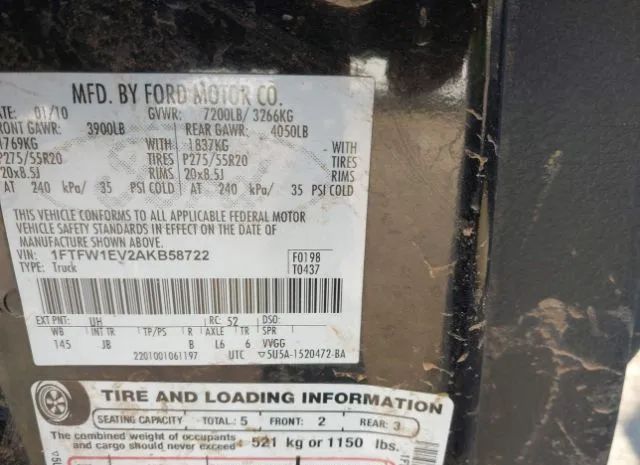 MFD. BY FORD MOTOR CO.
DATE: 01/10 GVWR: 7200LB/ 3266KG
FRONT GAWR: 3900LB REAR GAWR: 4050LB
1769KG WITH 1837KG WITH
P275/55R20 TIRES P275/55R20 TIRES
20x8.5J RIMS 20x8.5J RIMS
AT 240 kPa/ 35 PSI COLD AT 240 kPa/ 35 PSI COLD
THIS VEHICLE CONFORMS TO ALL APPLICABLE FEDERAL MOTOR
VEHICLE SAFETY STANDARDS IN EFFECT ON THE DATE OF
MANUFACTURE SHOWN ABOVE.
VIN: 1FTFW1EV2AKB58722 F0198
TYPE: Truck T0437
EXT PNT: UH RC: 52 DSO:
WB INT TR TP/PS R AXLE TR SPR
145 JB B L6 6 VVGG
2201001061197 UTC ▽5U5A-1520472-BA
TIRE AND LOADING INFORMATION
SEATING CAPACITY TOTAL: 5 FRONT: 2 REAR: 3
The combined weight of occupants
and cargo should never exceed 521 kg or 1150 lbs.